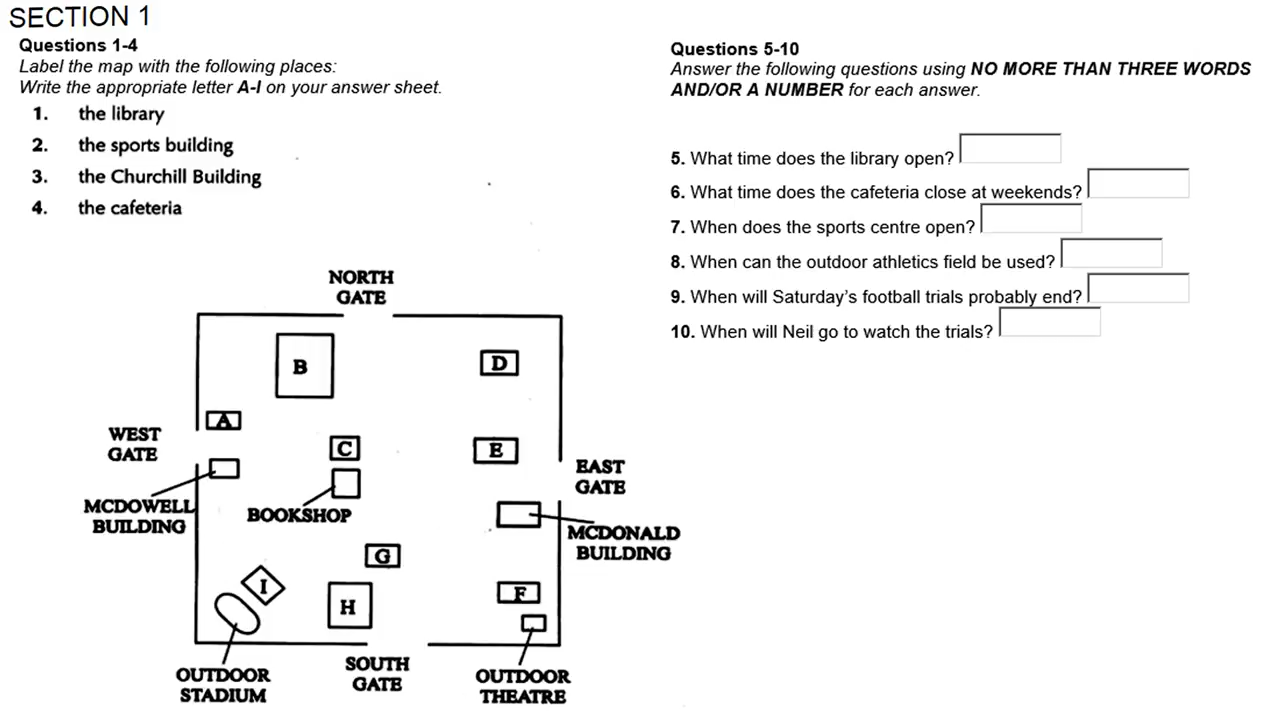 SECTION 1
Questions 1-4
Label the map with the following places:
Write the appropriate letter A-I on your answer sheet.
1. the library
2. the sports building
3. the Churchill Building
4. the cafeteria
Questions 5-10
Answer the following questions using NO MORE THAN THREE WORDS
AND/OR A NUMBER for each answer.
5. What time does the library open?
6. What time does the cafeteria close at weekends?
7. When does the sports centre open?
8. When can the outdoor athletics field be used?
9. When will Saturday's football trials probably end?
10. When will Neil go to watch the trials?
NORTH
GATE
B
D
A
WEST
GATE
C
E
EAST
GATE
MCDOWELL
BUILDING
BOOKSHOP
MCDONALD
BUILDING
G
I
H
F
OUTDOOR
STADIUM
SOUTH
GATE
OUTDOOR
THEATRE